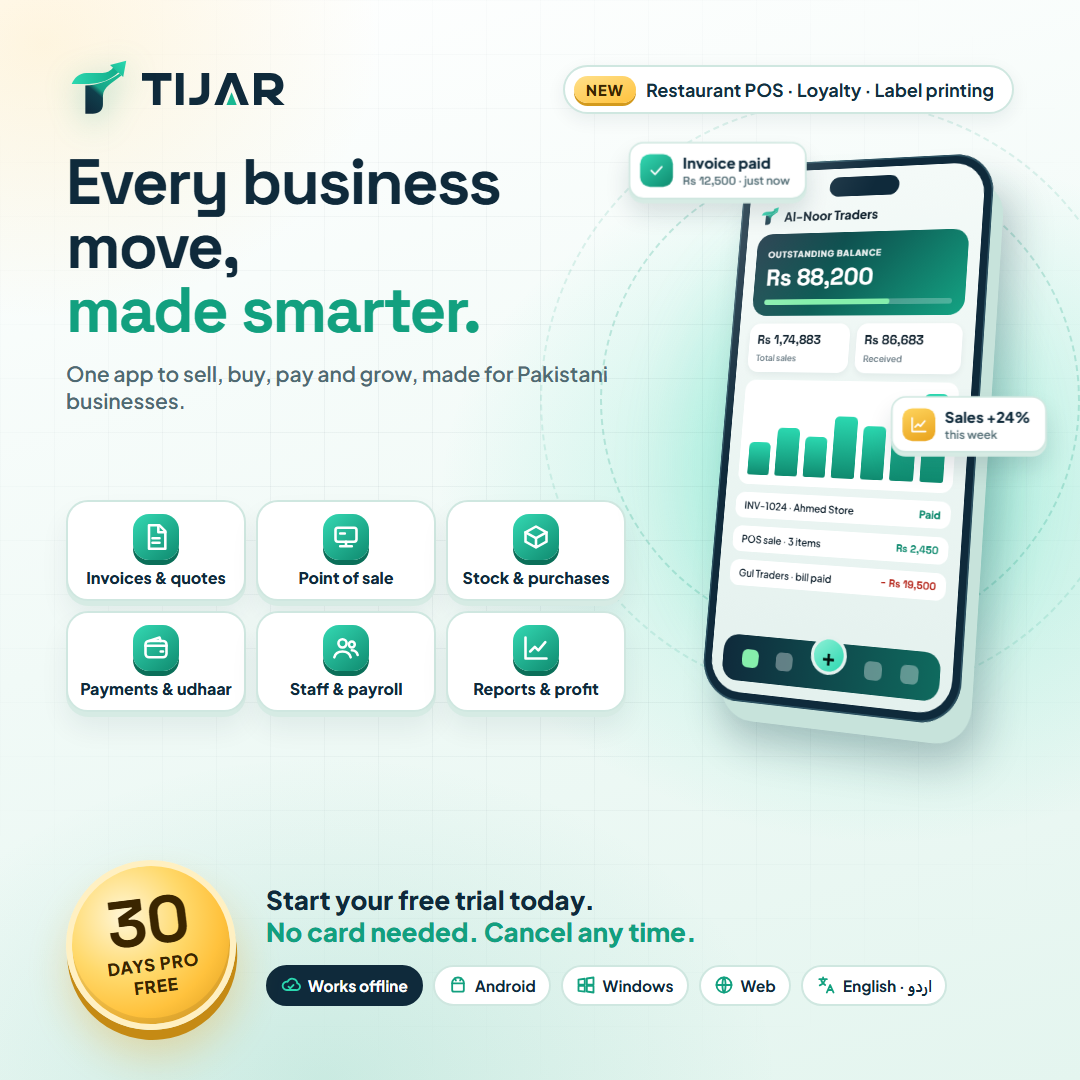 TIJAR
NEW Restaurant POS · Loyalty · Label printing
Every business
move,
made smarter.
One app to sell, buy, pay and grow, made for Pakistani
businesses.
Invoices & quotes
Point of sale
Stock & purchases
Payments & udhaar
Staff & payroll
Reports & profit
Invoice paid
Rs 12,500 · just now
Al-Noor Traders
OUTSTANDING BALANCE
Rs 88,200
Rs 1,74,883
Total sales
Rs 86,683
Received
Sales +24%
this week
INV-1024 · Ahmed Store Paid
POS sale · 3 items Rs 2,450
Gul Traders · bill paid - Rs 19,500
+
30
DAYS PRO
FREE
Start your free trial today.
No card needed. Cancel any time.
Works offline
Android
Windows
Web
English · اردو